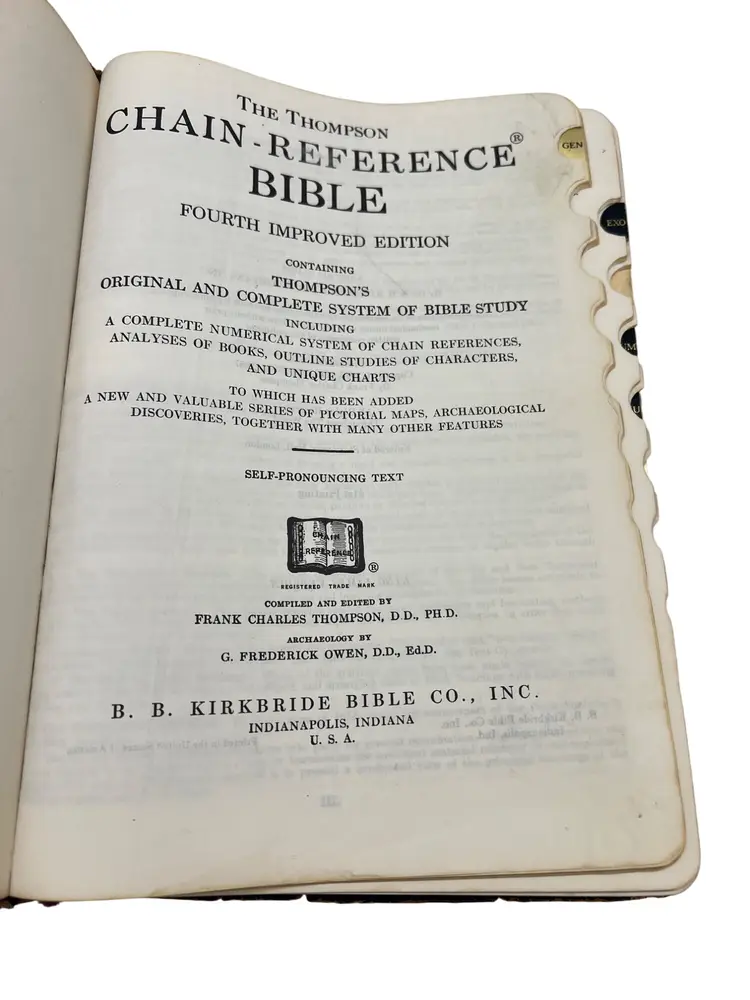 THE THOMPSON
CHAIN-REFERENCE®
BIBLE
FOURTH IMPROVED EDITION
CONTAINING
THOMPSON'S
ORIGINAL AND COMPLETE SYSTEM OF BIBLE STUDY
INCLUDING
A COMPLETE NUMERICAL SYSTEM OF CHAIN REFERENCES,
ANALYSES OF BOOKS, OUTLINE STUDIES OF CHARACTERS,
AND UNIQUE CHARTS
TO WHICH HAS BEEN ADDED
A NEW AND VALUABLE SERIES OF PICTORIAL MAPS, ARCHAEOLOGICAL
DISCOVERIES, TOGETHER WITH MANY OTHER FEATURES
SELF-PRONOUNCING TEXT
CHAIN
REFERENCE
®
REGISTERED TRADE MARK
COMPILED AND EDITED BY
FRANK CHARLES THOMPSON, D.D., PH.D.
ARCHAEOLOGY BY
G. FREDERICK OWEN, D.D., Ed.D.
B. B. KIRKBRIDE BIBLE CO., INC.
INDIANAPOLIS, INDIANA
U. S. A.
GEN
EXO